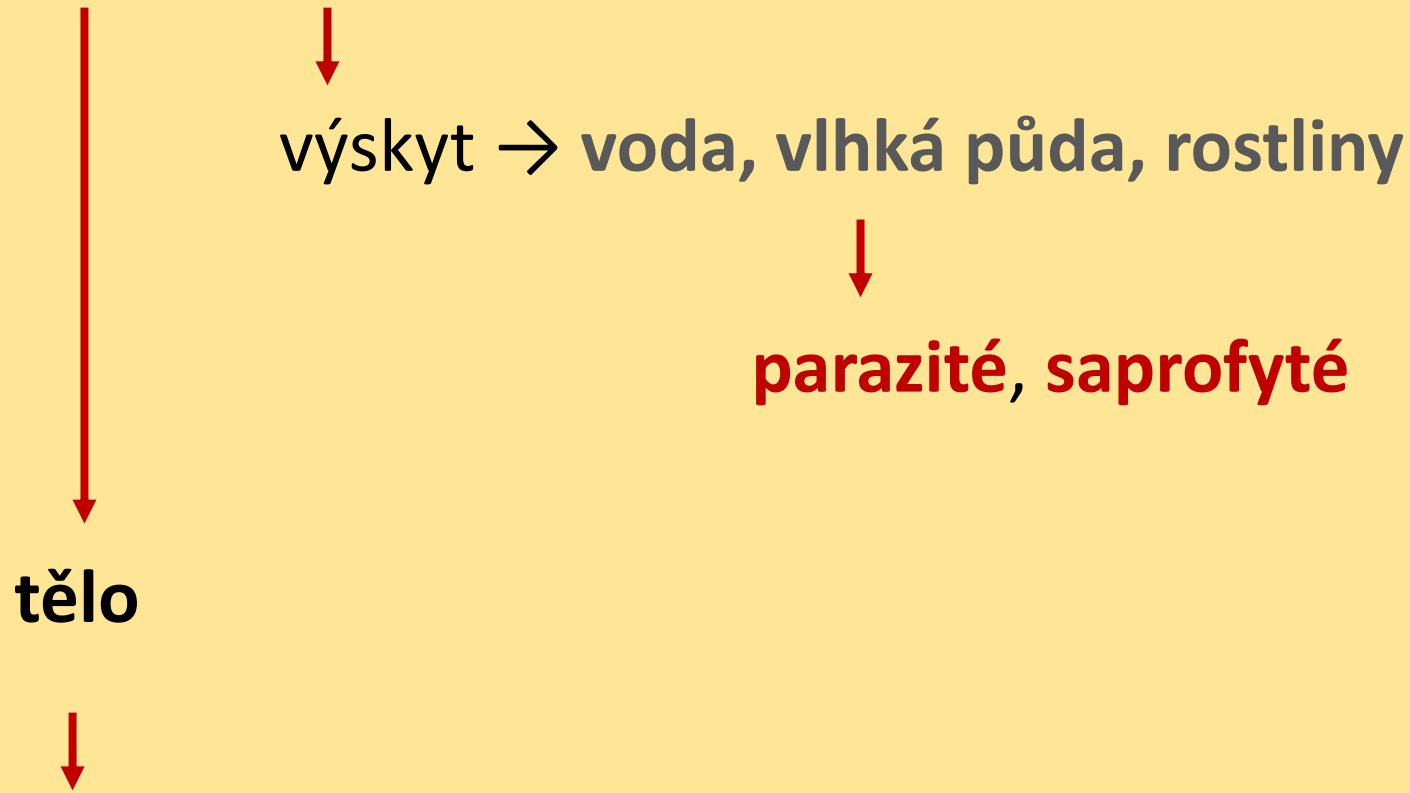 výskyt → voda, vlhká půda, rostliny
parazité, saprofyté
tělo